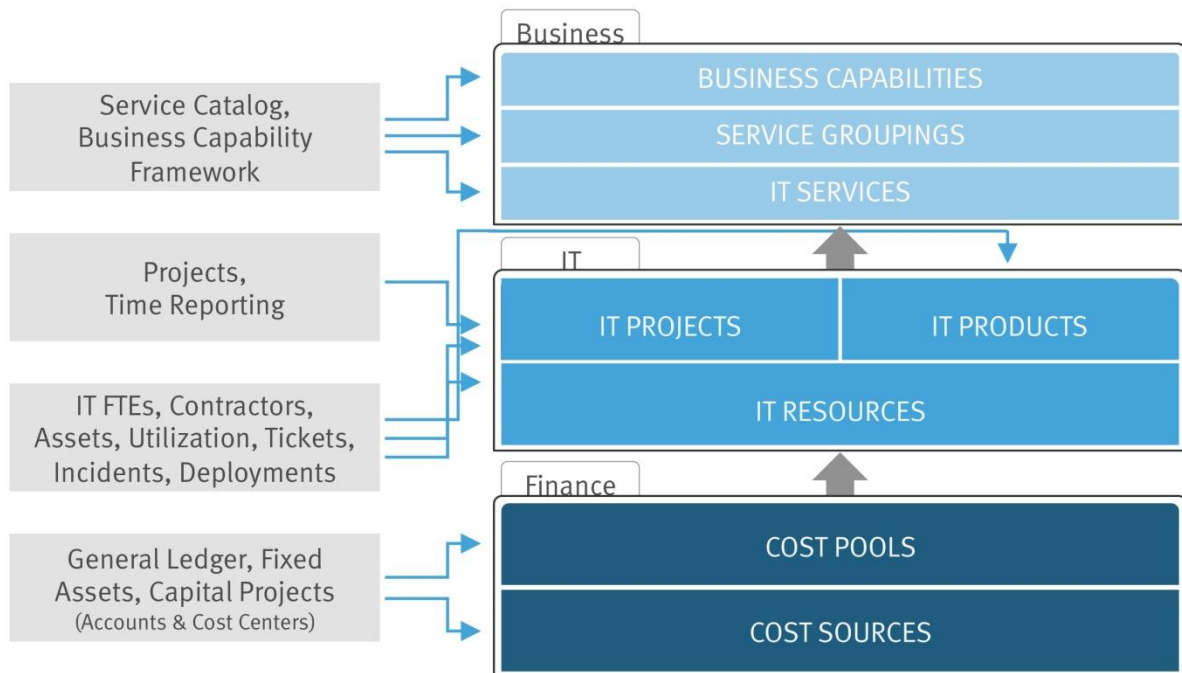 Business
BUSINESS CAPABILITIES
Service Catalog,
Business Capability
Framework
SERVICE GROUPINGS
IT SERVICES
IT
Projects,
Time Reporting
IT PROJECTS
IT PRODUCTS
IT FTEs, Contractors,
Assets, Utilization, Tickets,
Incidents, Deployments
IT RESOURCES
Finance
General Ledger, Fixed
Assets, Capital Projects
(Accounts & Cost Centers)
COST POOLS
COST SOURCES